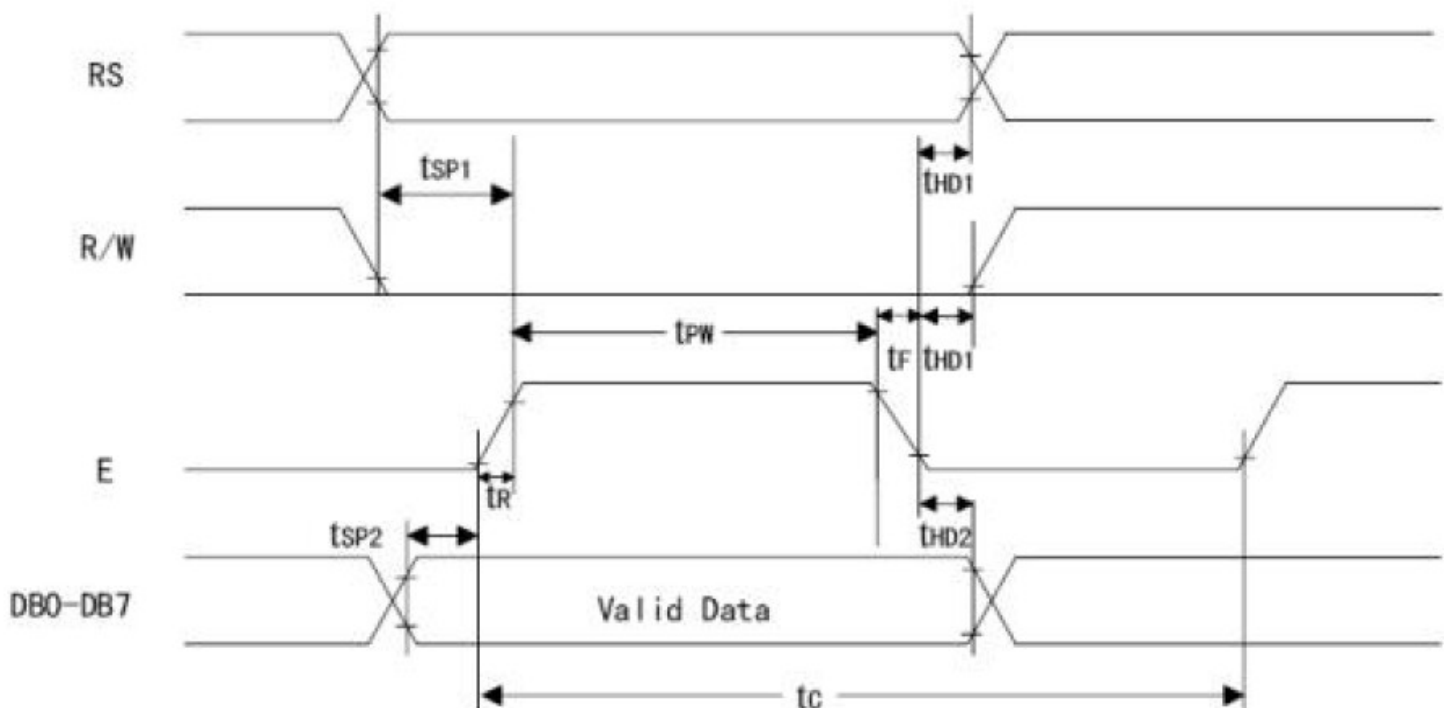 RS
tSP1
tHD1
R/W
tPW
tF tHD1
E
tR
tSP2
tHD2
DB0-DB7
Valid Data
tC